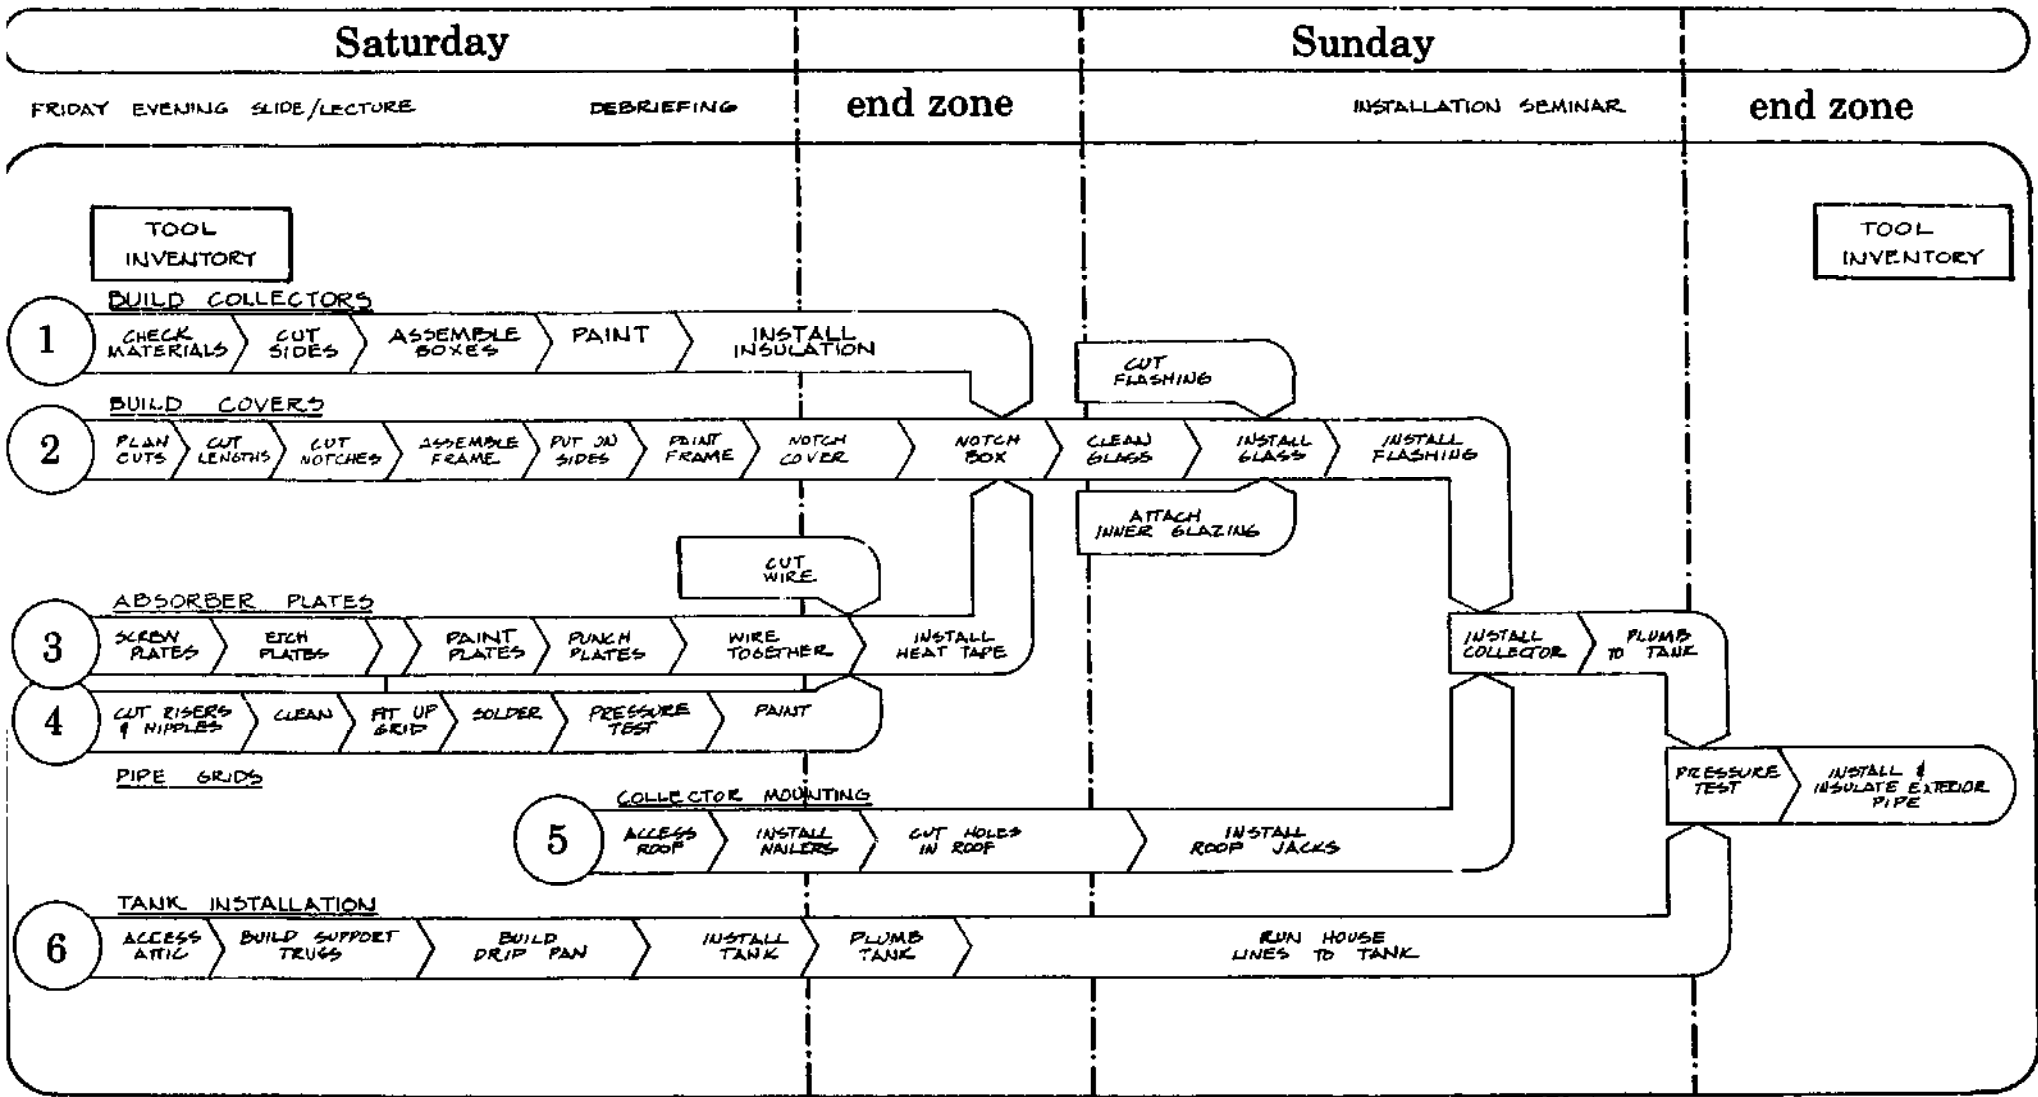 Saturday
Sunday
FRIDAY EVENING SLIDE/LECTURE
DEBRIEFING
end zone
INSTALLATION SEMINAR
end zone
TOOL
INVENTORY
TOOL
INVENTORY
BUILD COLLECTORS
1
CHECK
MATERIALS
CUT
SIDES
ASSEMBLE
BOXES
PAINT
INSTALL
INSULATION
CUT
FLASHING
BUILD COVERS
2
PLAN
CUTS
CUT
LENGTHS
CUT
NOTCHES
ASSEMBLE
FRAME
PUT ON
SIDES
PAINT
FRAME
NOTCH
COVER
NOTCH
BOX
CLEAN
GLASS
INSTALL
GLASS
INSTALL
FLASHING
ATTACH
INNER GLAZING
CUT
WIRE
ABSORBER PLATES
3
SCREW
PLATES
ETCH
PLATES
PAINT
PLATES
PUNCH
PLATES
WIRE
TOGETHER
INSTALL
HEAT TAPE
INSTALL
COLLECTOR
PLUMB
TO TANK
4
CUT RISERS
& NIPPLES
CLEAN
FIT UP
GRID
SOLDER
PRESSURE
TEST
PAINT
PIPE GRIDS
PRESSURE
TEST
INSTALL &
INSULATE EXTERIOR
PIPE
COLLECTOR MOUNTING
5
ACCESS
ROOF
INSTALL
NAILERS
CUT HOLES
IN ROOF
INSTALL
ROOF JACKS
TANK INSTALLATION
6
ACCESS
ATTIC
BUILD SUPPORT
TRUSS
BUILD
DRIP PAN
INSTALL
TANK
PLUMB
TANK
RUN HOUSE
LINES TO TANK